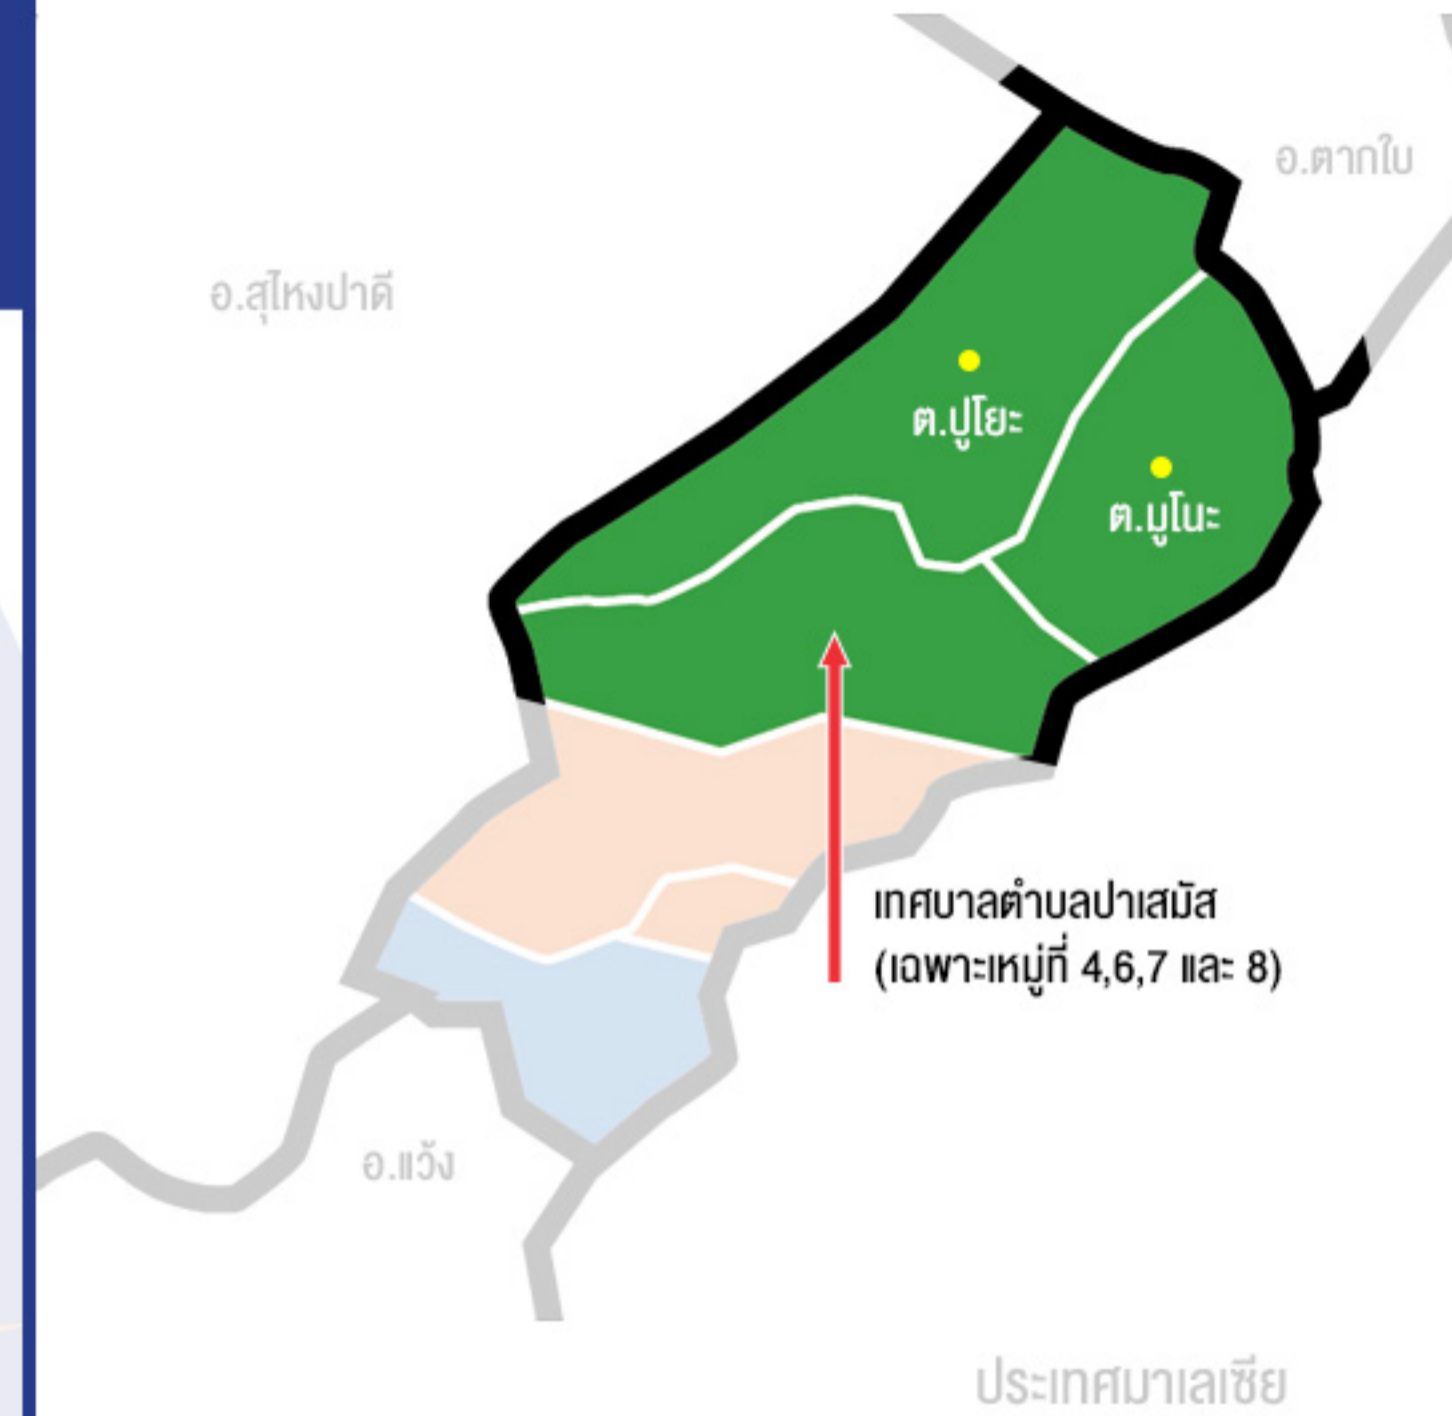 อ.ตากใบ
อ.สุไหงปาดี
ต.ปูโยะ
ต.มูโนะ
เทศบาลตำบลปาเสมัส
(เฉพาะหมู่ที่ 4,6,7 และ 8)
อ.แว้ง
ประเทศมาเลเซีย